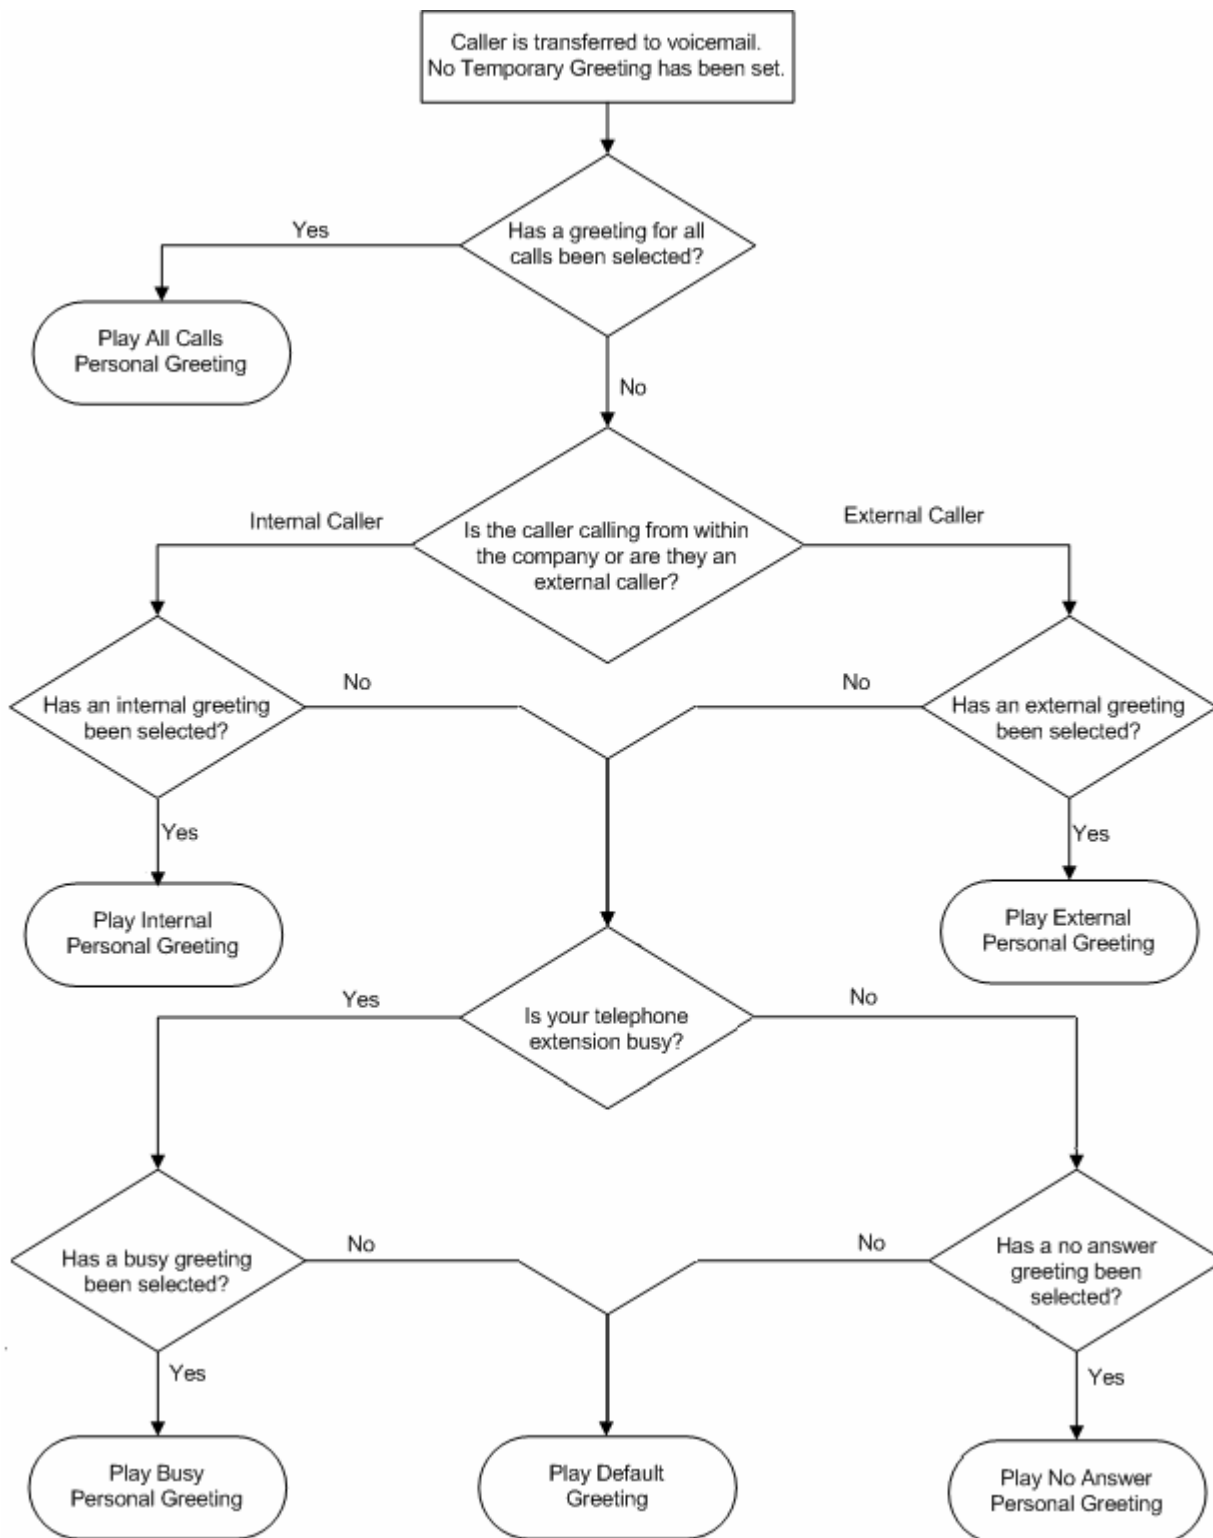 Caller is transferred to voicemail.
No Temporary Greeting has been set.
Yes
Has a greeting for all
calls been selected?
Play All Calls
Personal Greeting
No
Internal Caller
External Caller
Is the caller calling from within
the company or are they an
external caller?
No
No
Has an internal greeting
been selected?
Has an external greeting
been selected?
Yes
Yes
Play Internal
Personal Greeting
Play External
Personal Greeting
Yes
No
Is your telephone
extension busy?
No
No
Has a busy greeting
been selected?
Has a no answer
greeting been
selected?
Yes
Yes
Play Busy
Personal Greeting
Play Default
Greeting
Play No Answer
Personal Greeting